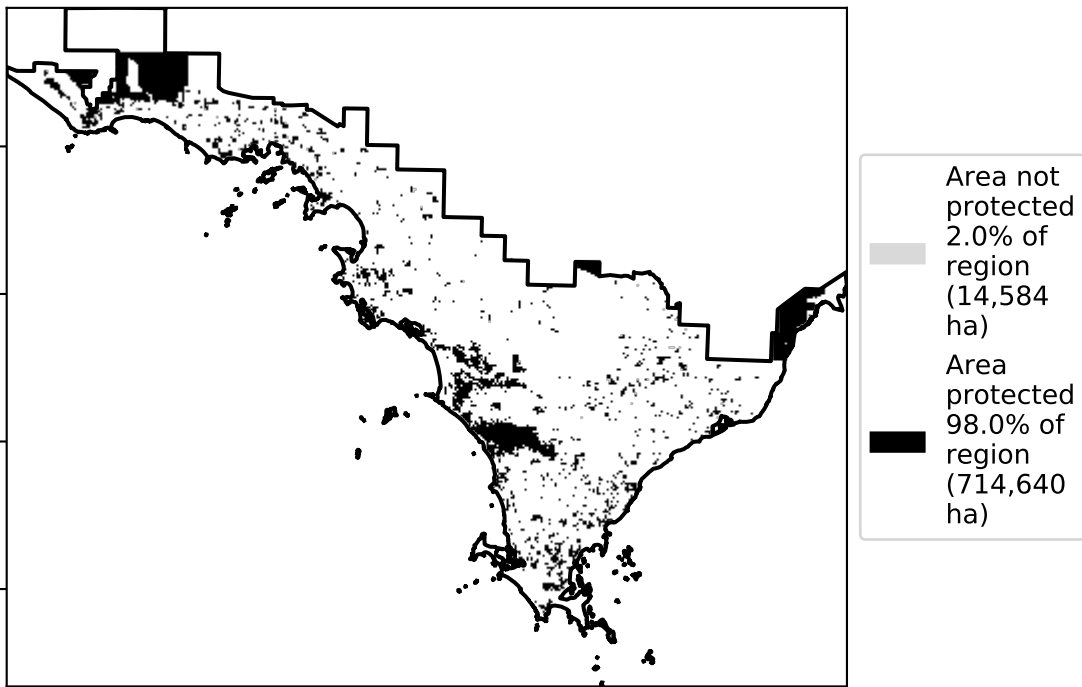 Area not
protected
2.0% of
region
(14,584
ha)
Area
protected
98.0% of
region
(714,640
ha)